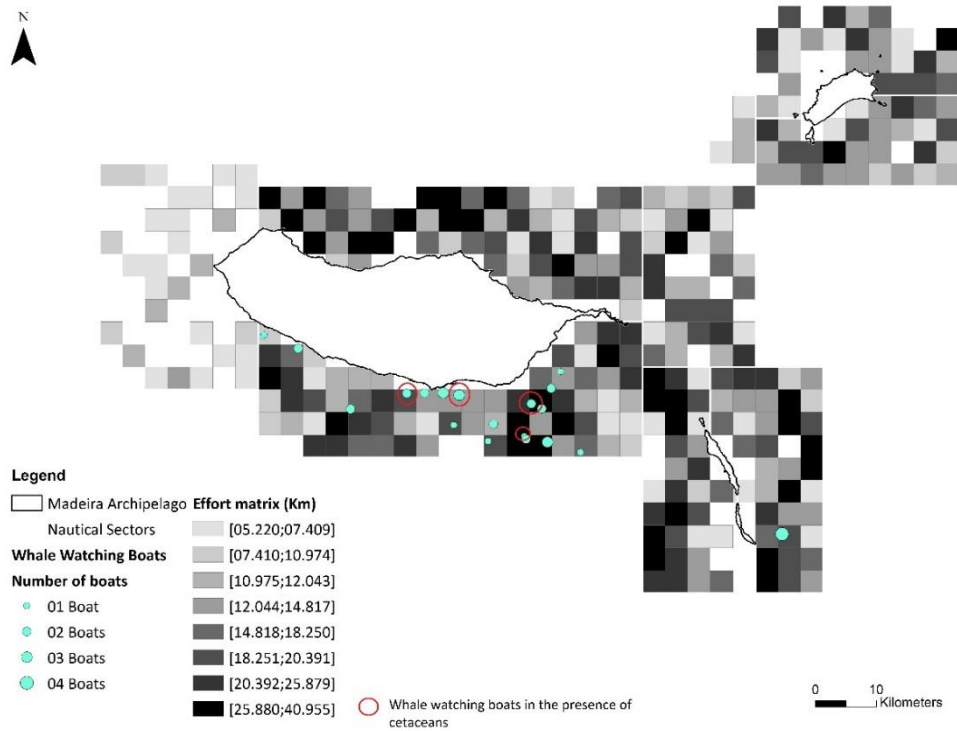 N
Legend
Madeira Archipelago
Nautical Sectors
Whale Watching Boats
Number of boats
01 Boat
02 Boats
03 Boats
04 Boats
Effort matrix (Km)
[05.220;07.409]
[07.410;10.974]
[10.975;12.043]
[12.044;14.817]
[14.818;18.250]
[18.251;20.391]
[20.392;25.879]
[25.880;40.955]
Whale watching boats in the presence of
cetaceans
0 10
Kilometers